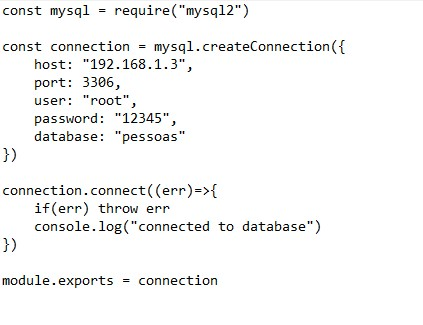 const mysql = require("mysql2")

const connection = mysql.createConnection({
    host: "192.168.1.3",
    port: 3306,
    user: "root",
    password: "12345",
    database: "pessoas"
})

connection.connect((err)=>{
    if(err) throw err
    console.log("connected to database")
})

module.exports = connection